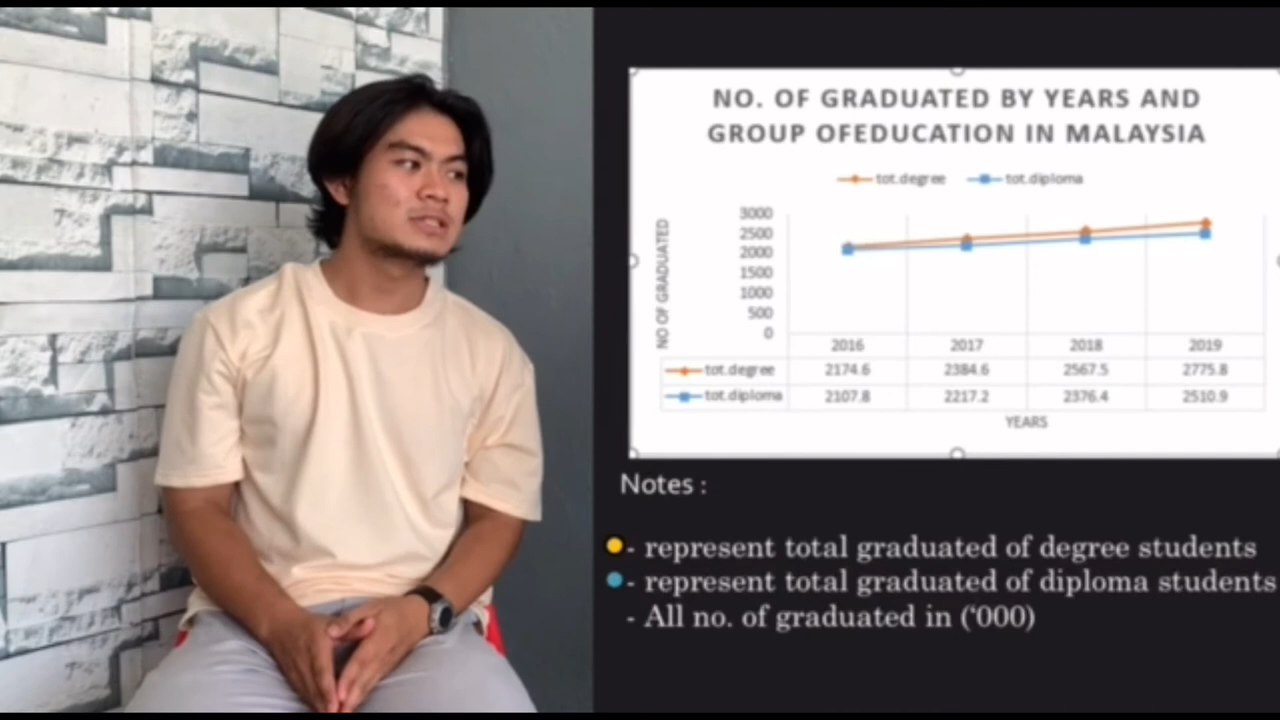 NO. OF GRADUATED BY YEARS AND
GROUP OFEDUCATION IN MALAYSIA
tot.degree tot.diploma
NO OF GRADUATED
3000
2500
2000
1500
1000
500
0
2016 2017 2018 2019
tot.degree 2174.6 2384.6 2567.5 2775.8
tot.diploma 2107.8 2217.2 2376.4 2510.9
YEARS
Notes :
- represent total graduated of degree students
- represent total graduated of diploma students
- All no. of graduated in (‘000)